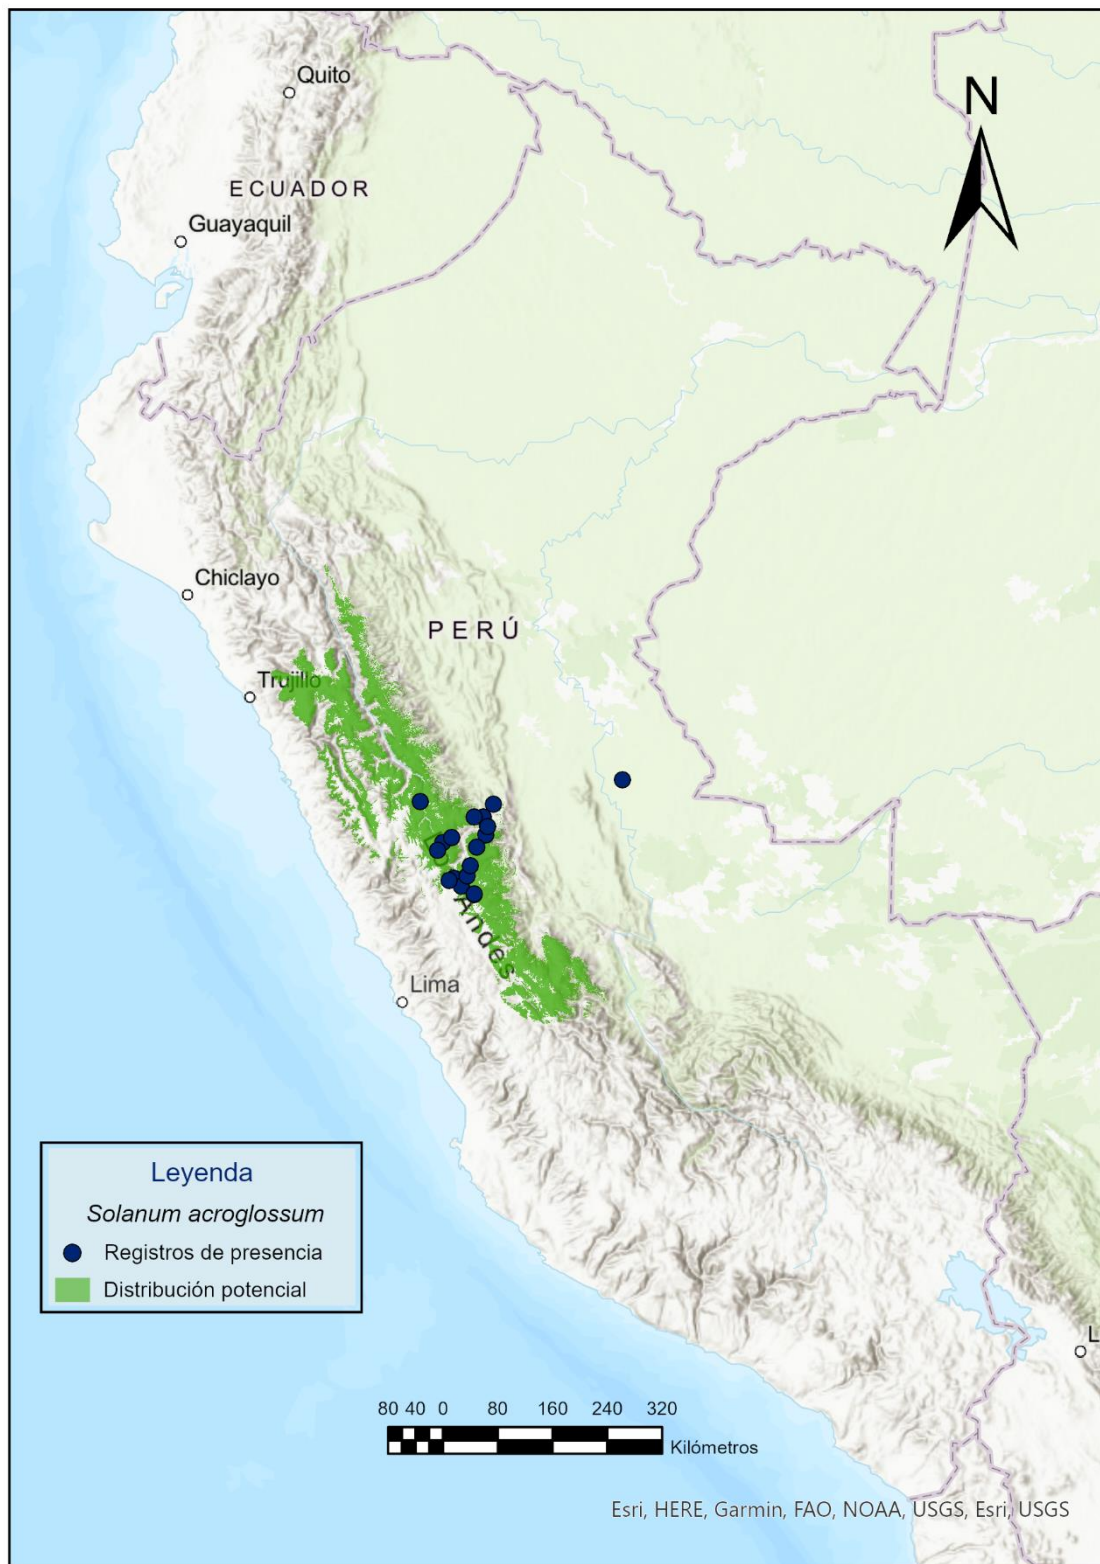 N
Quito
ECUADOR
Guayaquil
Chiclayo
PERÚ
Trujillo
Andes
Lima
Leyenda
Solanum acroglossum
Registros de presencia
Distribución potencial
L
80 40 0 80 160 240 320
Kilómetros
Esri, HERE, Garmin, FAO, NOAA, USGS, Esri, USGS